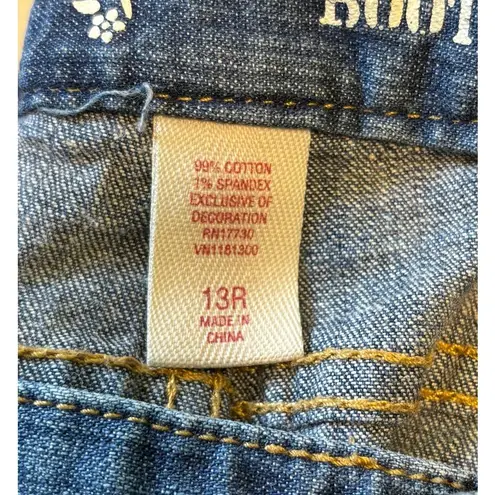 99% COTTON
1% SPANDEX
EXCLUSIVE OF
DECORATION
RN17730
VN1181300
13R
MADE IN
CHINA